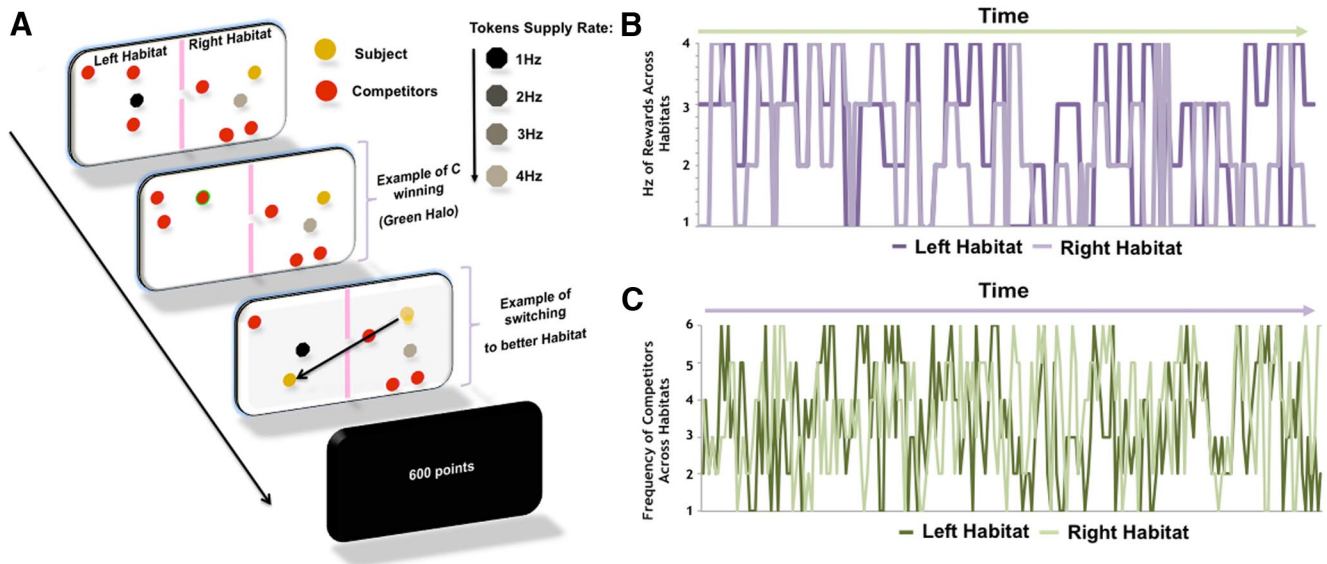 A
Left Habitat
Right Habitat
Subject
Competitors
Tokens Supply Rate:
1Hz
2Hz
3Hz
4Hz
Example of C
winning
(Green Halo)
Example of
switching
to better Habitat
600 points
B
Time
Hz of Rewards Across
Habitats
4
3
2
1
Left Habitat
Right Habitat
C
Time
Frequency of Competitors
Across Habitats
6
5
4
3
2
1
Left Habitat
Right Habitat